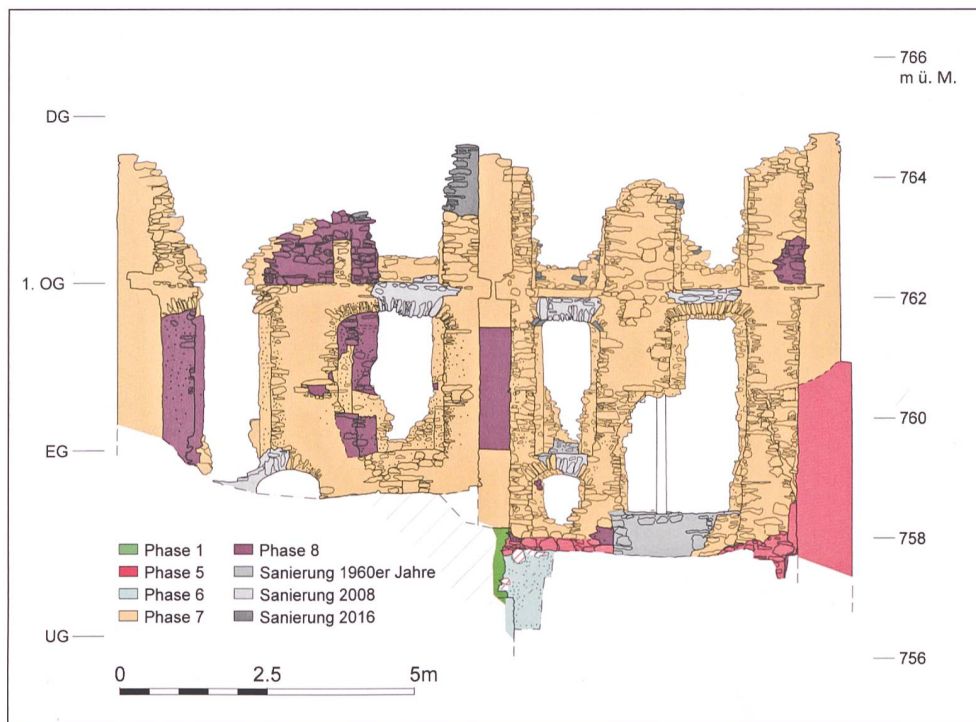 766
m ü. M.
DG
764
1. OG
762
760
EG
758
Phase 1
Phase 5
Phase 6
Phase 7
Phase 8
Sanierung 1960er Jahre
Sanierung 2008
Sanierung 2016
UG
756
0 2.5 5m